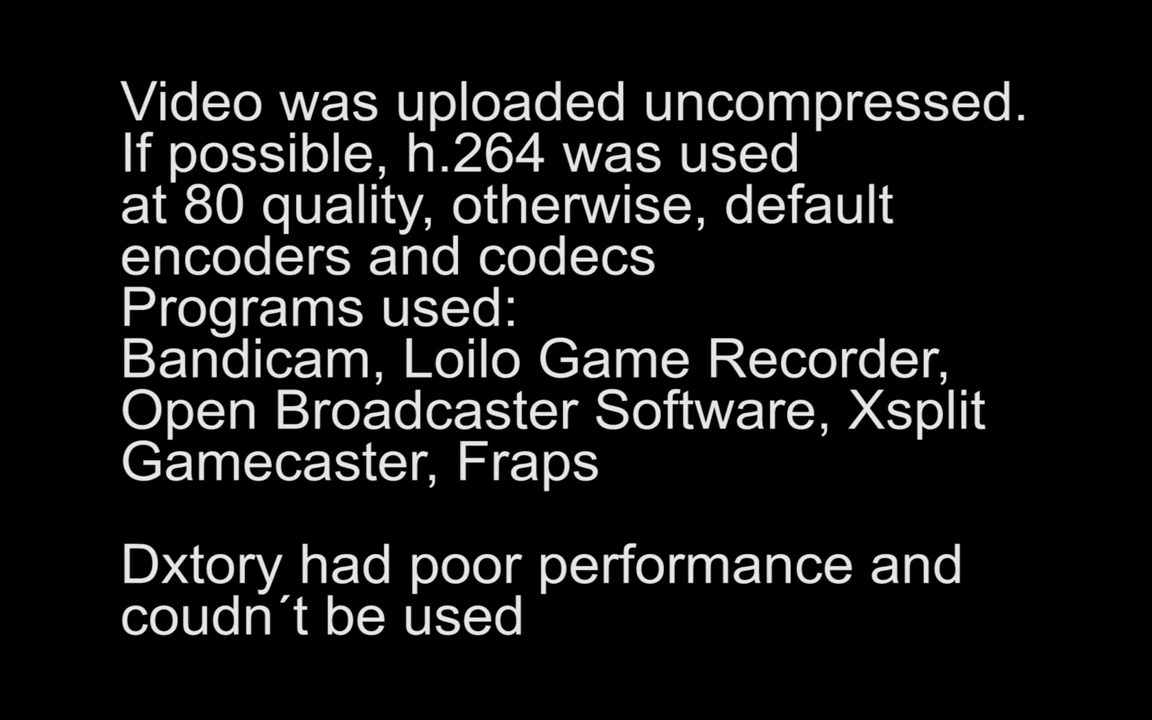 Video was uploaded uncompressed.
If possible, h.264 was used
at 80 quality, otherwise, default
encoders and codecs
Programs used:
Bandicam, Loilo Game Recorder,
Open Broadcaster Software, Xsplit
Gamecaster, Fraps
Dxtory had poor performance and
coudn´t be used